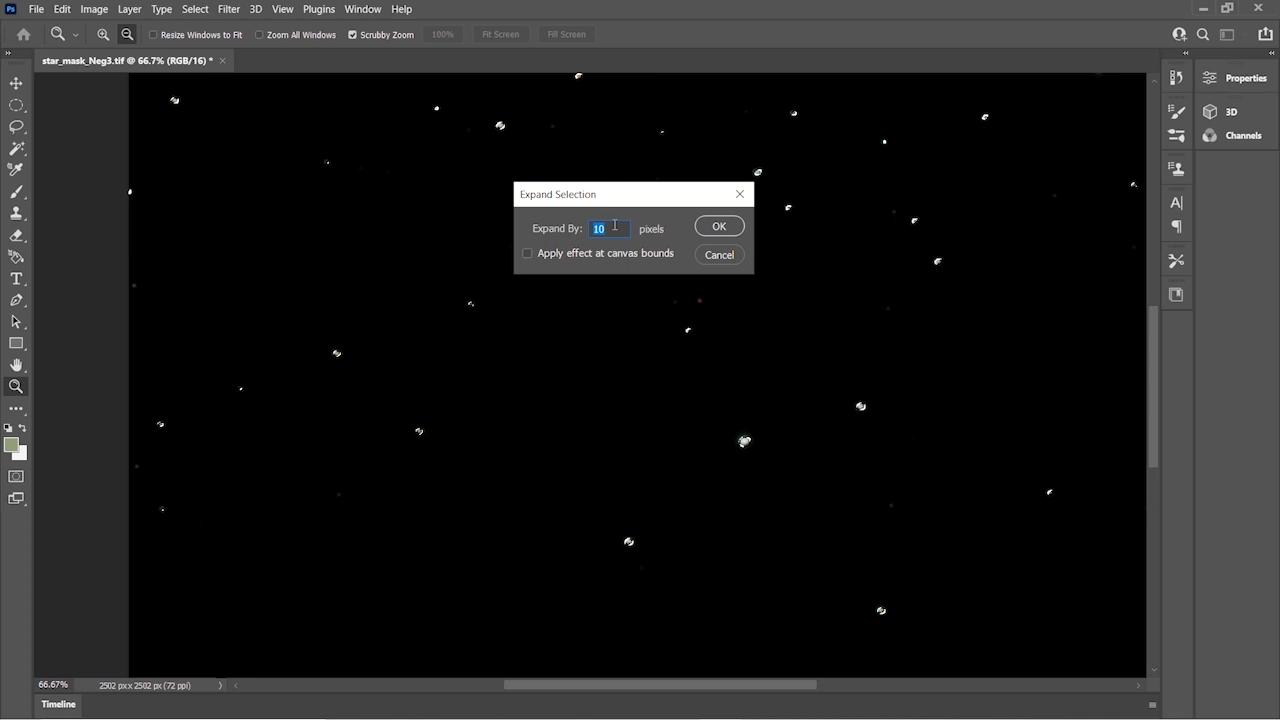 Ps File Edit Image Layer Type Select Filter 3D View Plugins Window Help
Resize Windows to Fit Zoom All Windows Scrubby Zoom 100% Fit Screen Fill Screen
star_mask_Neg3.tif @ 66.7% (RGB/16) *
Properties
3D
Channels
Expand Selection
Expand By: 10 pixels OK
Apply effect at canvas bounds Cancel
66.67% 2502 px x 2502 px (72 ppi)
Timeline